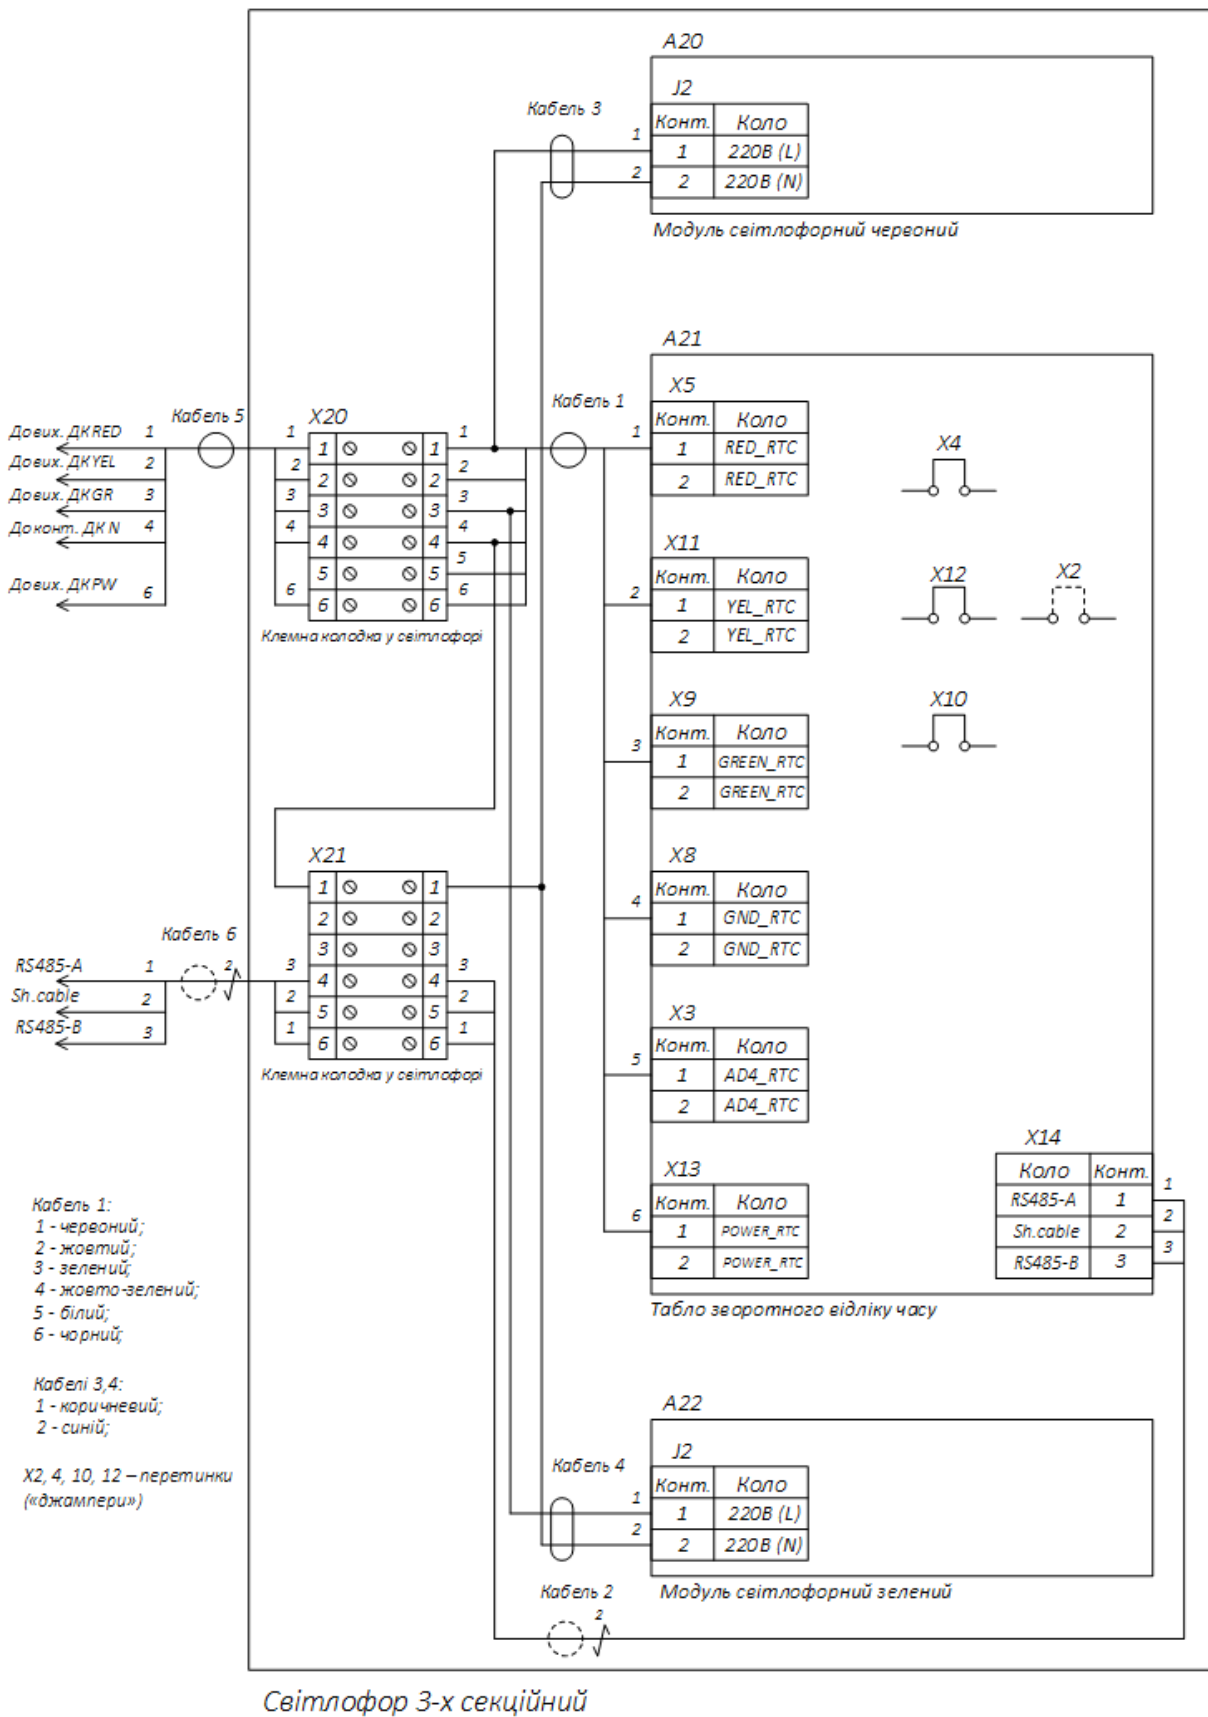 A20
J2
Кабель 3
Конт. Коло
1 1 220В (L)
2 2 220В (N)
Модуль світлофорний червоний
A21
X5
Кабель 5 X20 Кабель 1
Конт. Коло
До вих. ДК RED 1 1 1 1 1 1 1 RED_RTC
До вих. ДК YEL 2 2 2 2 2 2 RED_RTC
До вих. ДК GR 3 3 3 3 3
До конт. ДК N 4 4 4 4 4
5 5 5
До вих. ДК PW 6 6 6 6 6
Клемна колодка у світлофорі
X4
X11
Конт. Коло
2 1 YEL_RTC
2 YEL_RTC
X12 X2
X9
Конт. Коло
3 1 GREEN_RTC
2 GREEN_RTC
X10
X21 X8
Конт. Коло
4 1 GND_RTC
2 GND_RTC
1 1
2 2
3 3
Кабель 6
RS485-A 1 2 3 4 4 3
Sh.cable 2 2 5 5 2
RS485-B 3 1 6 6 1
Клемна колодка у світлофорі
X3
Конт. Коло
5 1 AD4_RTC
2 AD4_RTC
X13
Конт. Коло
6 1 POWER_RTC
2 POWER_RTC
X14
Коло Конт.
RS485-A 1 1
Sh.cable 2 2
RS485-B 3 3
Табло зворотного відліку часу
Кабель 1:
1 - червоний;
2 - жовтий;
3 - зелений;
4 - жовто-зелений;
5 - білий;
6 - чорний;
Кабелі 3,4:
1 - коричневий;
2 - синій;
X2, 4, 10, 12 – перетинки
(«джампери»)
A22
J2
Кабель 4
Конт. Коло
1 1 220В (L)
2 2 220В (N)
Модуль світлофорний зелений
Кабель 2
2
Світлофор 3-х секційний